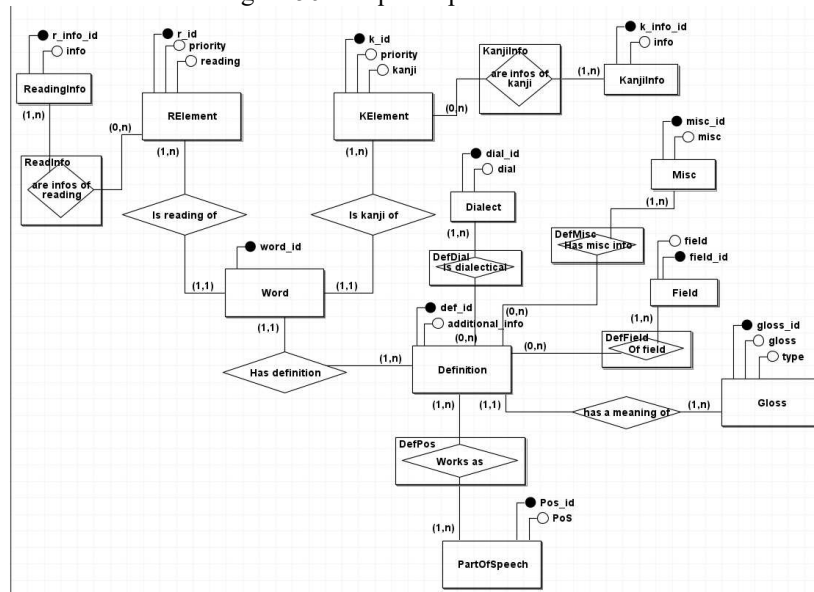 r_info_id
info
ReadingInfo
(1,n)
r_id
priority
reading
RElement
(0,n)
(1,n)
ReadInfo
are infos of
reading
Is reading of
k_id
priority
kanji
KElement
(0,n)
(1,n)
KanjiInfo
are infos of
kanji
(1,n)
k_info_id
info
KanjiInfo
Is kanji of
word_id
Word
(1,1)
(1,1)
(1,1)
Has definition
(1,n)
dial_id
dial
Dialect
(1,n)
DefDial
Is dialectical
(0,n)
misc_id
misc
Misc
(1,n)
DefMisc
Has misc info
(0,n)
field
field_id
Field
(1,n)
DefField
Of field
(0,n)
def_id
additional_info
Definition
(1,n)
(1,1)
has a meaning of
(1,n)
gloss_id
gloss
type
Gloss
DefPos
Works as
(1,n)
Pos_id
PoS
PartOfSpeech